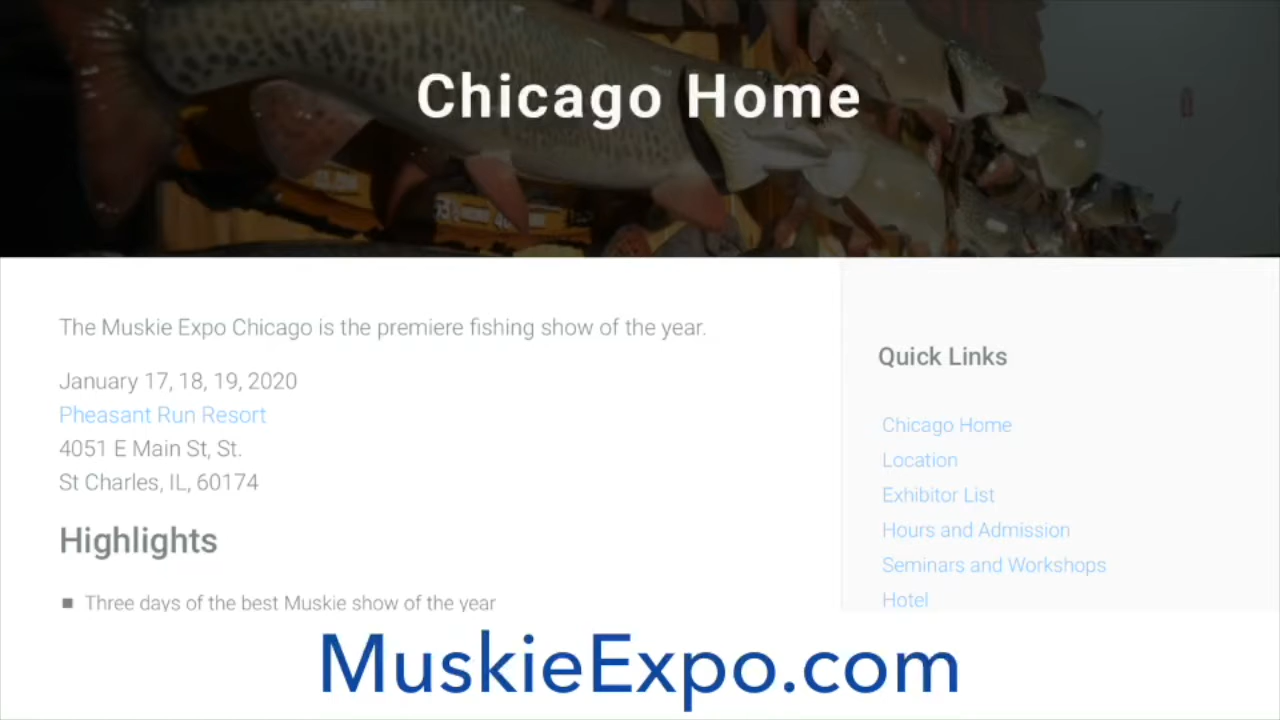 Chicago Home
The Muskie Expo Chicago is the premiere fishing show of the year.
January 17, 18, 19, 2020
Pheasant Run Resort
4051 E Main St, St.
St Charles, IL, 60174
Highlights
Three days of the best Muskie show of the year
Quick Links
Chicago Home
Location
Exhibitor List
Hours and Admission
Seminars and Workshops
Hotel
MuskieExpo.com